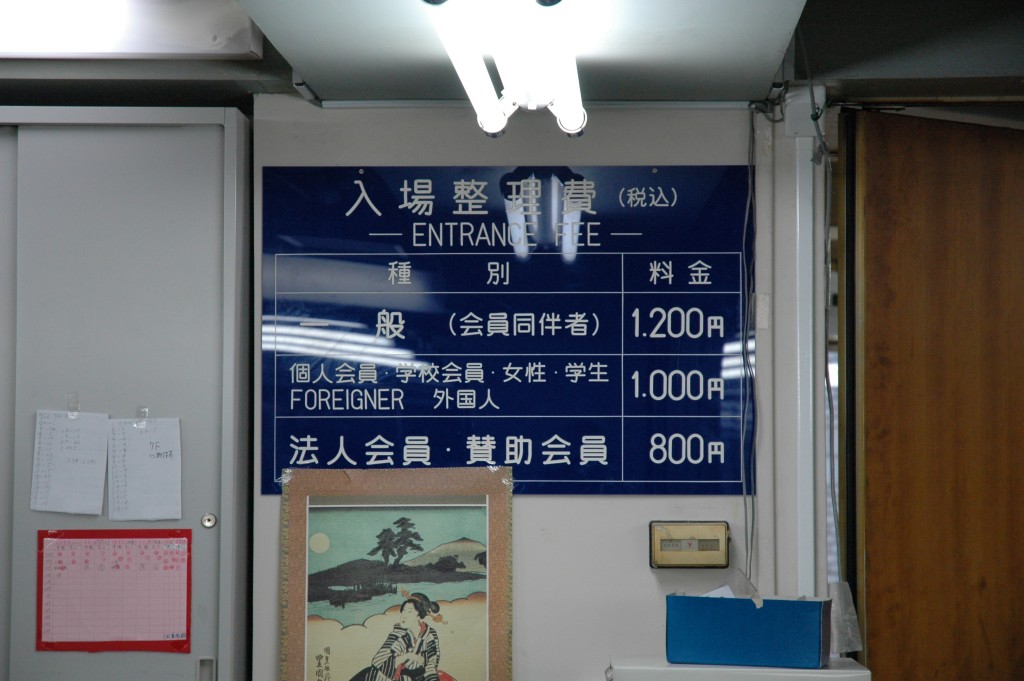 入場整理費（税込）
— ENTRANCE FEE —
種別 料金
一般（会員同伴者） 1.200円
個人会員・学校会員・女性・学生
FOREIGNER 外国人 1.000円
法人会員・賛助会員 800円